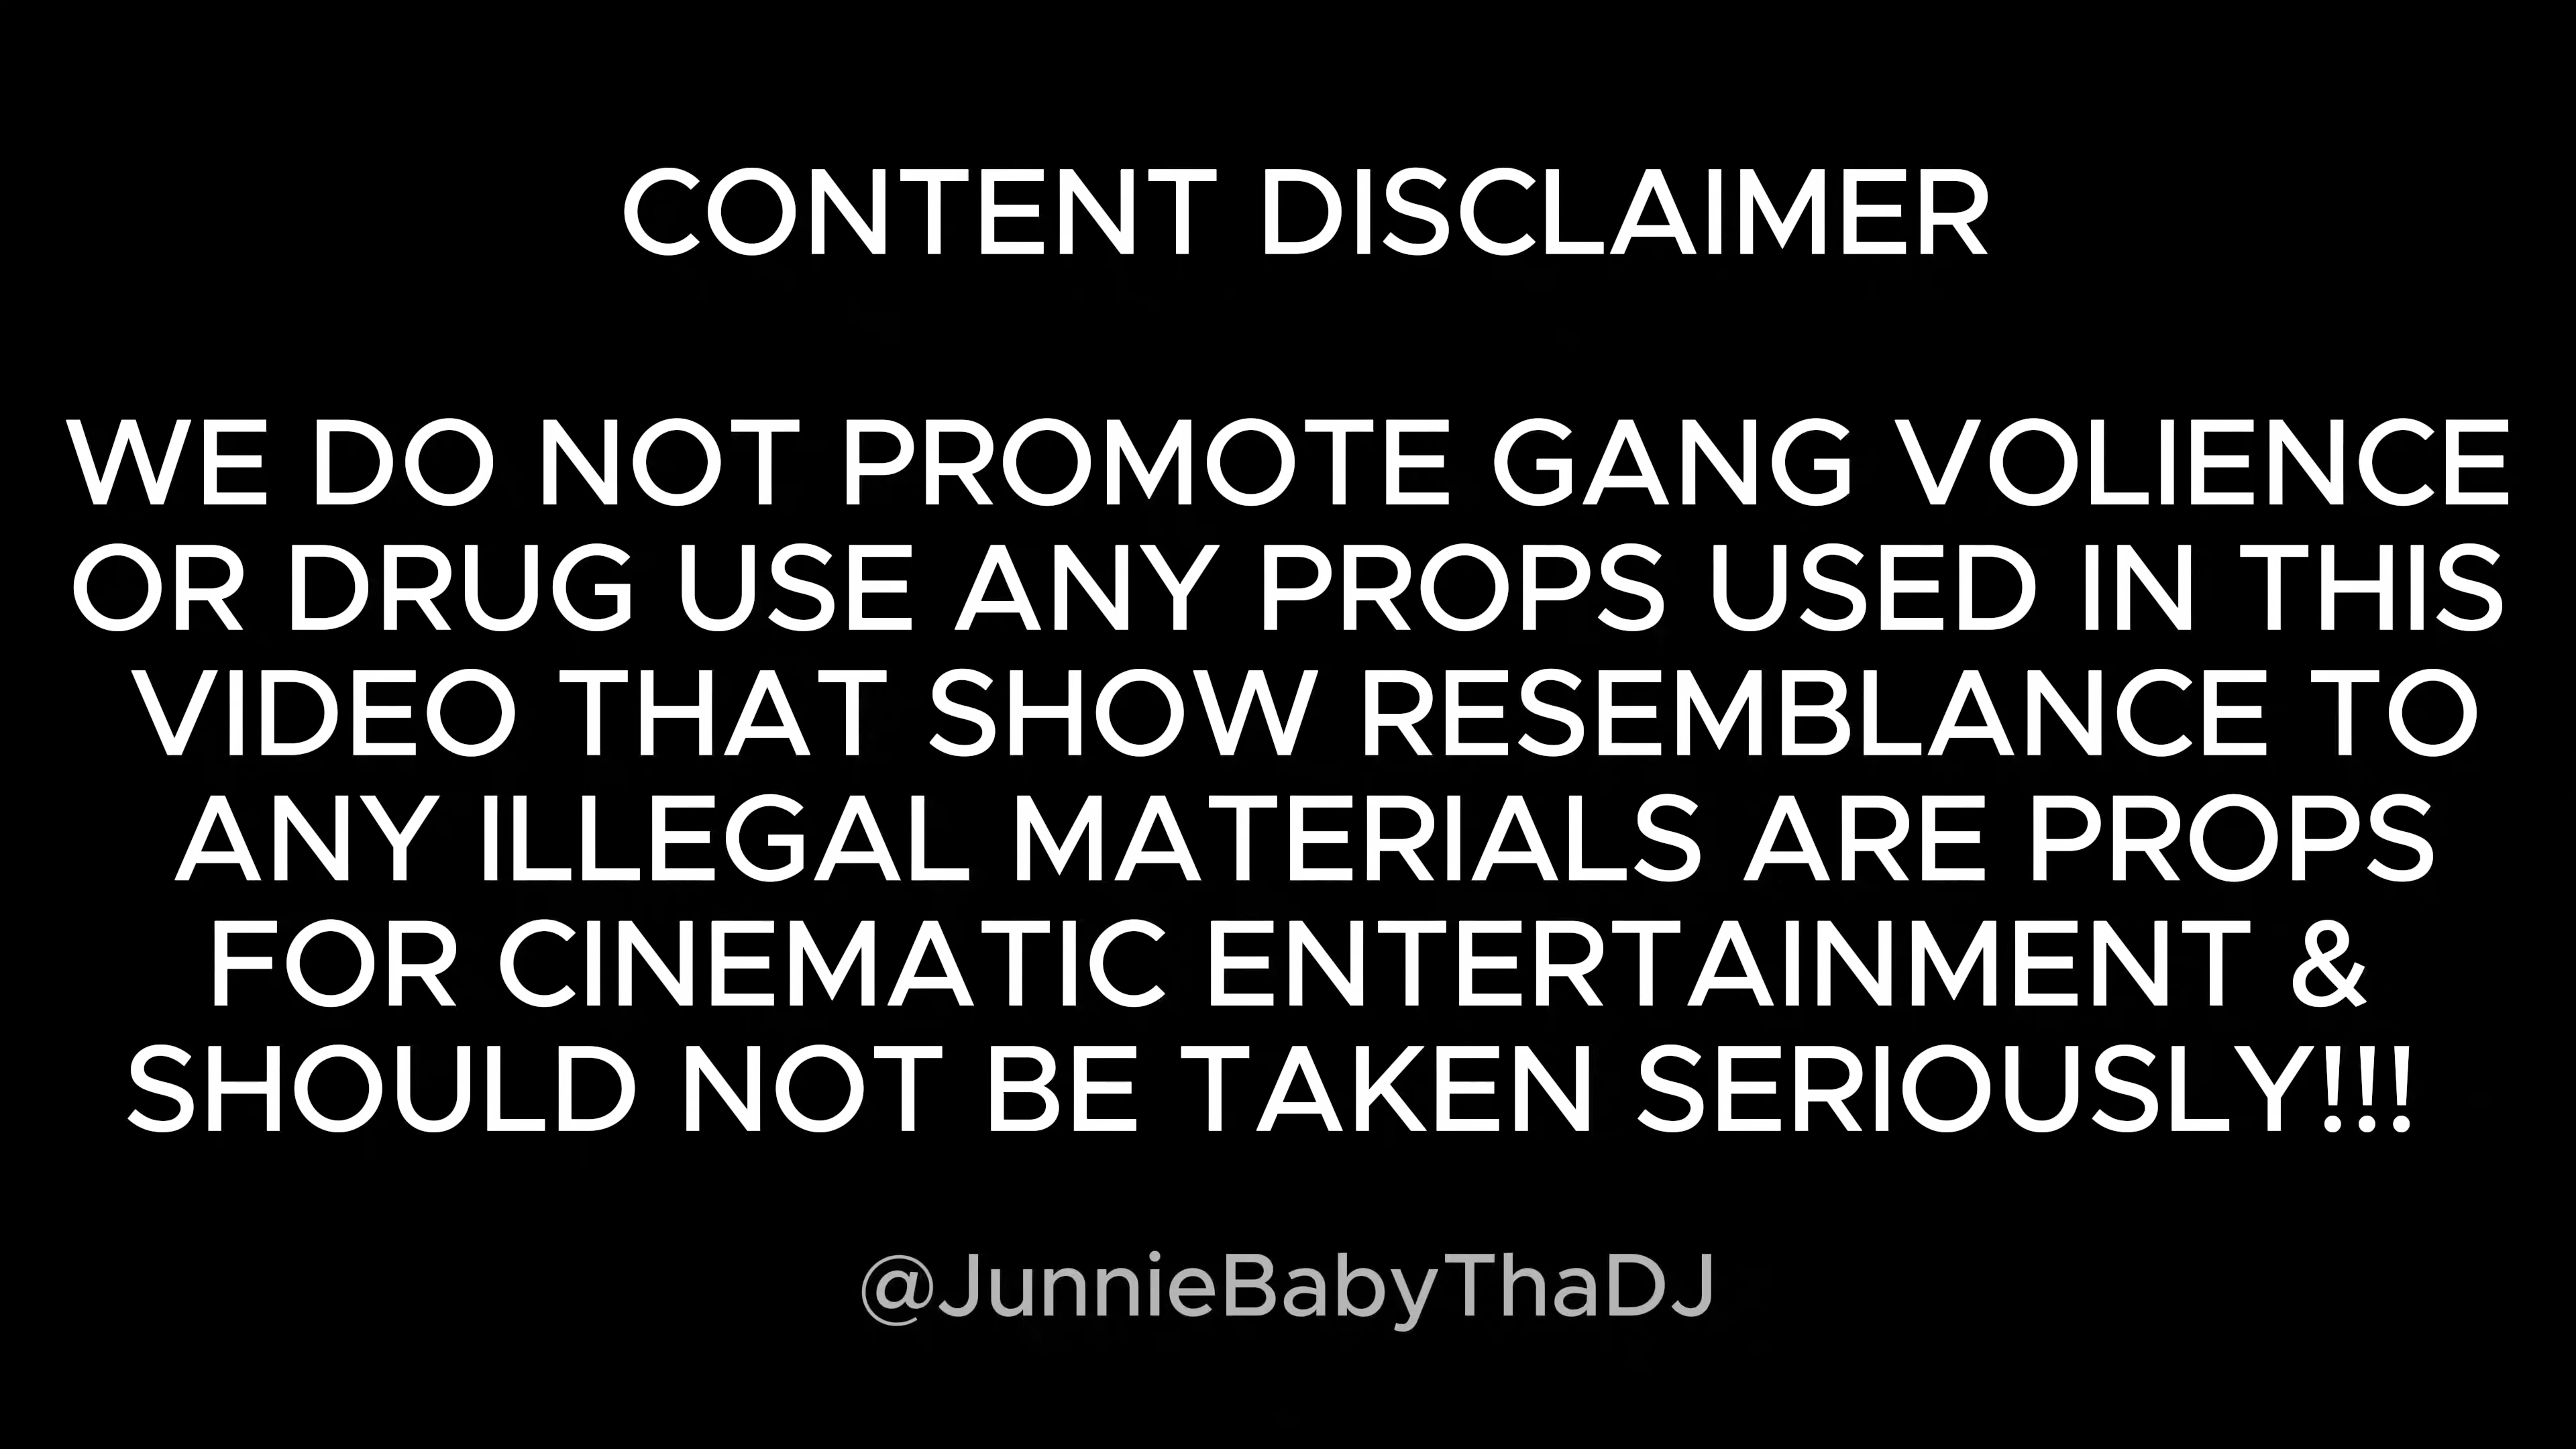 CONTENT DISCLAIMER
WE DO NOT PROMOTE GANG VOLIENCE
OR DRUG USE ANY PROPS USED IN THIS
VIDEO THAT SHOW RESEMBLANCE TO
ANY ILLEGAL MATERIALS ARE PROPS
FOR CINEMATIC ENTERTAINMENT &
SHOULD NOT BE TAKEN SERIOUSLY!!!
@JunnieBabyThaDJ